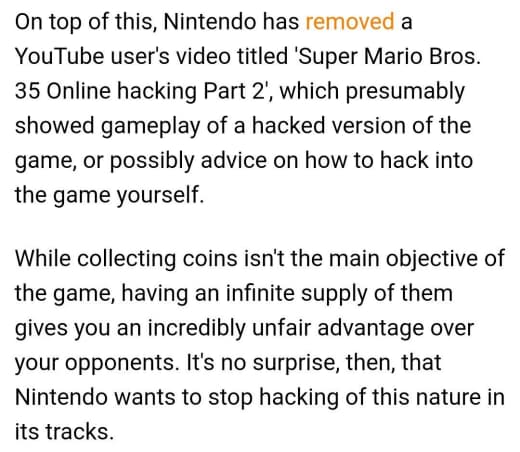 On top of this, Nintendo has removed a
YouTube user's video titled 'Super Mario Bros.
35 Online hacking Part 2', which presumably
showed gameplay of a hacked version of the
game, or possibly advice on how to hack into
the game yourself.
While collecting coins isn't the main objective of
the game, having an infinite supply of them
gives you an incredibly unfair advantage over
your opponents. It's no surprise, then, that
Nintendo wants to stop hacking of this nature in
its tracks.